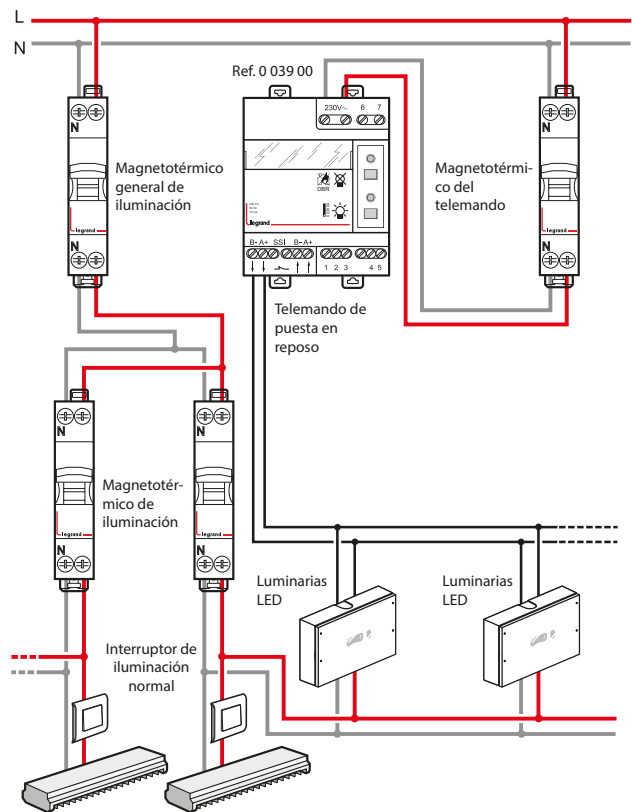 L
N
Ref. 0 039 00
230V~ 6 7
N
Magnetotérmico
general de
iluminación
DBR
legrand
N
legrand
B- A+ SSI B- A+
1 2 3 4 5
N
Magnetotérmi-
co del
telemando
legrand
N
Telemando de
puesta en
reposo
N
legrand
N
Magnetotér-
mico de
iluminación
N
legrand
N
Luminarias
LED
Luminarias
LED
Interruptor de
iluminación
normal